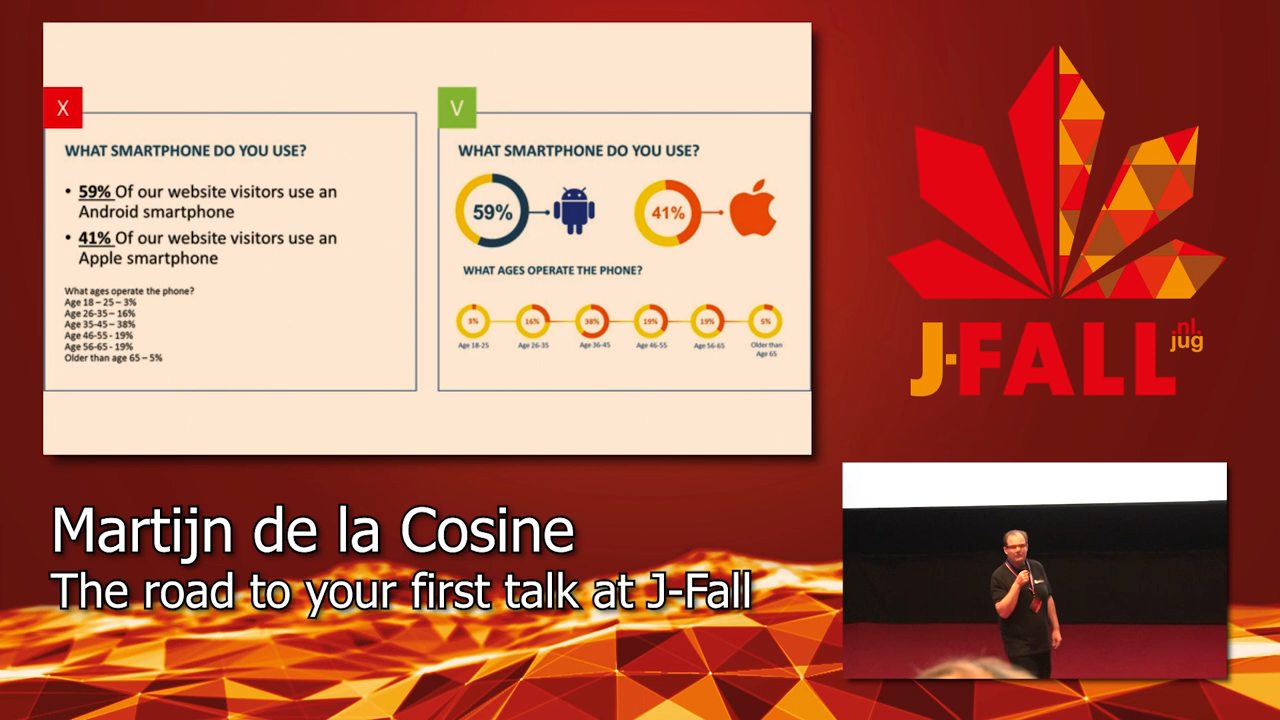 X
WHAT SMARTPHONE DO YOU USE?
• 59% Of our website visitors use an
Android smartphone
• 41% Of our website visitors use an
Apple smartphone
What ages operate the phone?
Age 18 – 25 – 3%
Age 26-35 – 16%
Age 35-45 – 38%
Age 46-55 - 19%
Age 56-65 - 19%
Older than age 65 – 5%
V
WHAT SMARTPHONE DO YOU USE?
59%
41%
WHAT AGES OPERATE THE PHONE?
3% 16% 38% 19% 19% 5%
Age 18-25 Age 26-35 Age 36-45 Age 46-55 Age 56-65 Older than
Age 65
J-FALL
nl
jug
Martijn de la Cosine
The road to your first talk at J-Fall